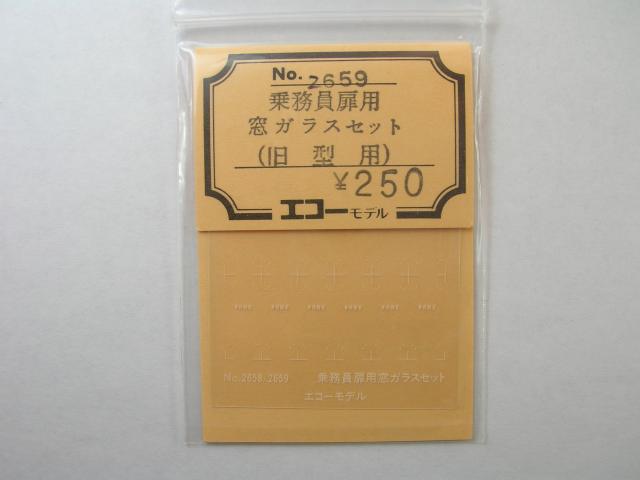 No. 2659
乗務員扉用
窓ガラスセット
(旧型用)
¥250
エコーモデル
No.2658.2659 乗務員扉用窓ガラスセット
エコーモデル